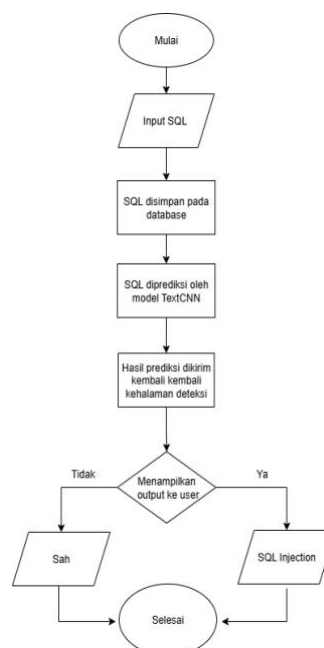 Mulai
Input SQL
SQL disimpan pada
database
SQL diprediksi oleh
model TextCNN
Hasil prediksi dikirim
kembali kembali
kehalaman deteksi
Tidak
Menampilkan
output ke user
Ya
Sah
SQL Injection
Selesai